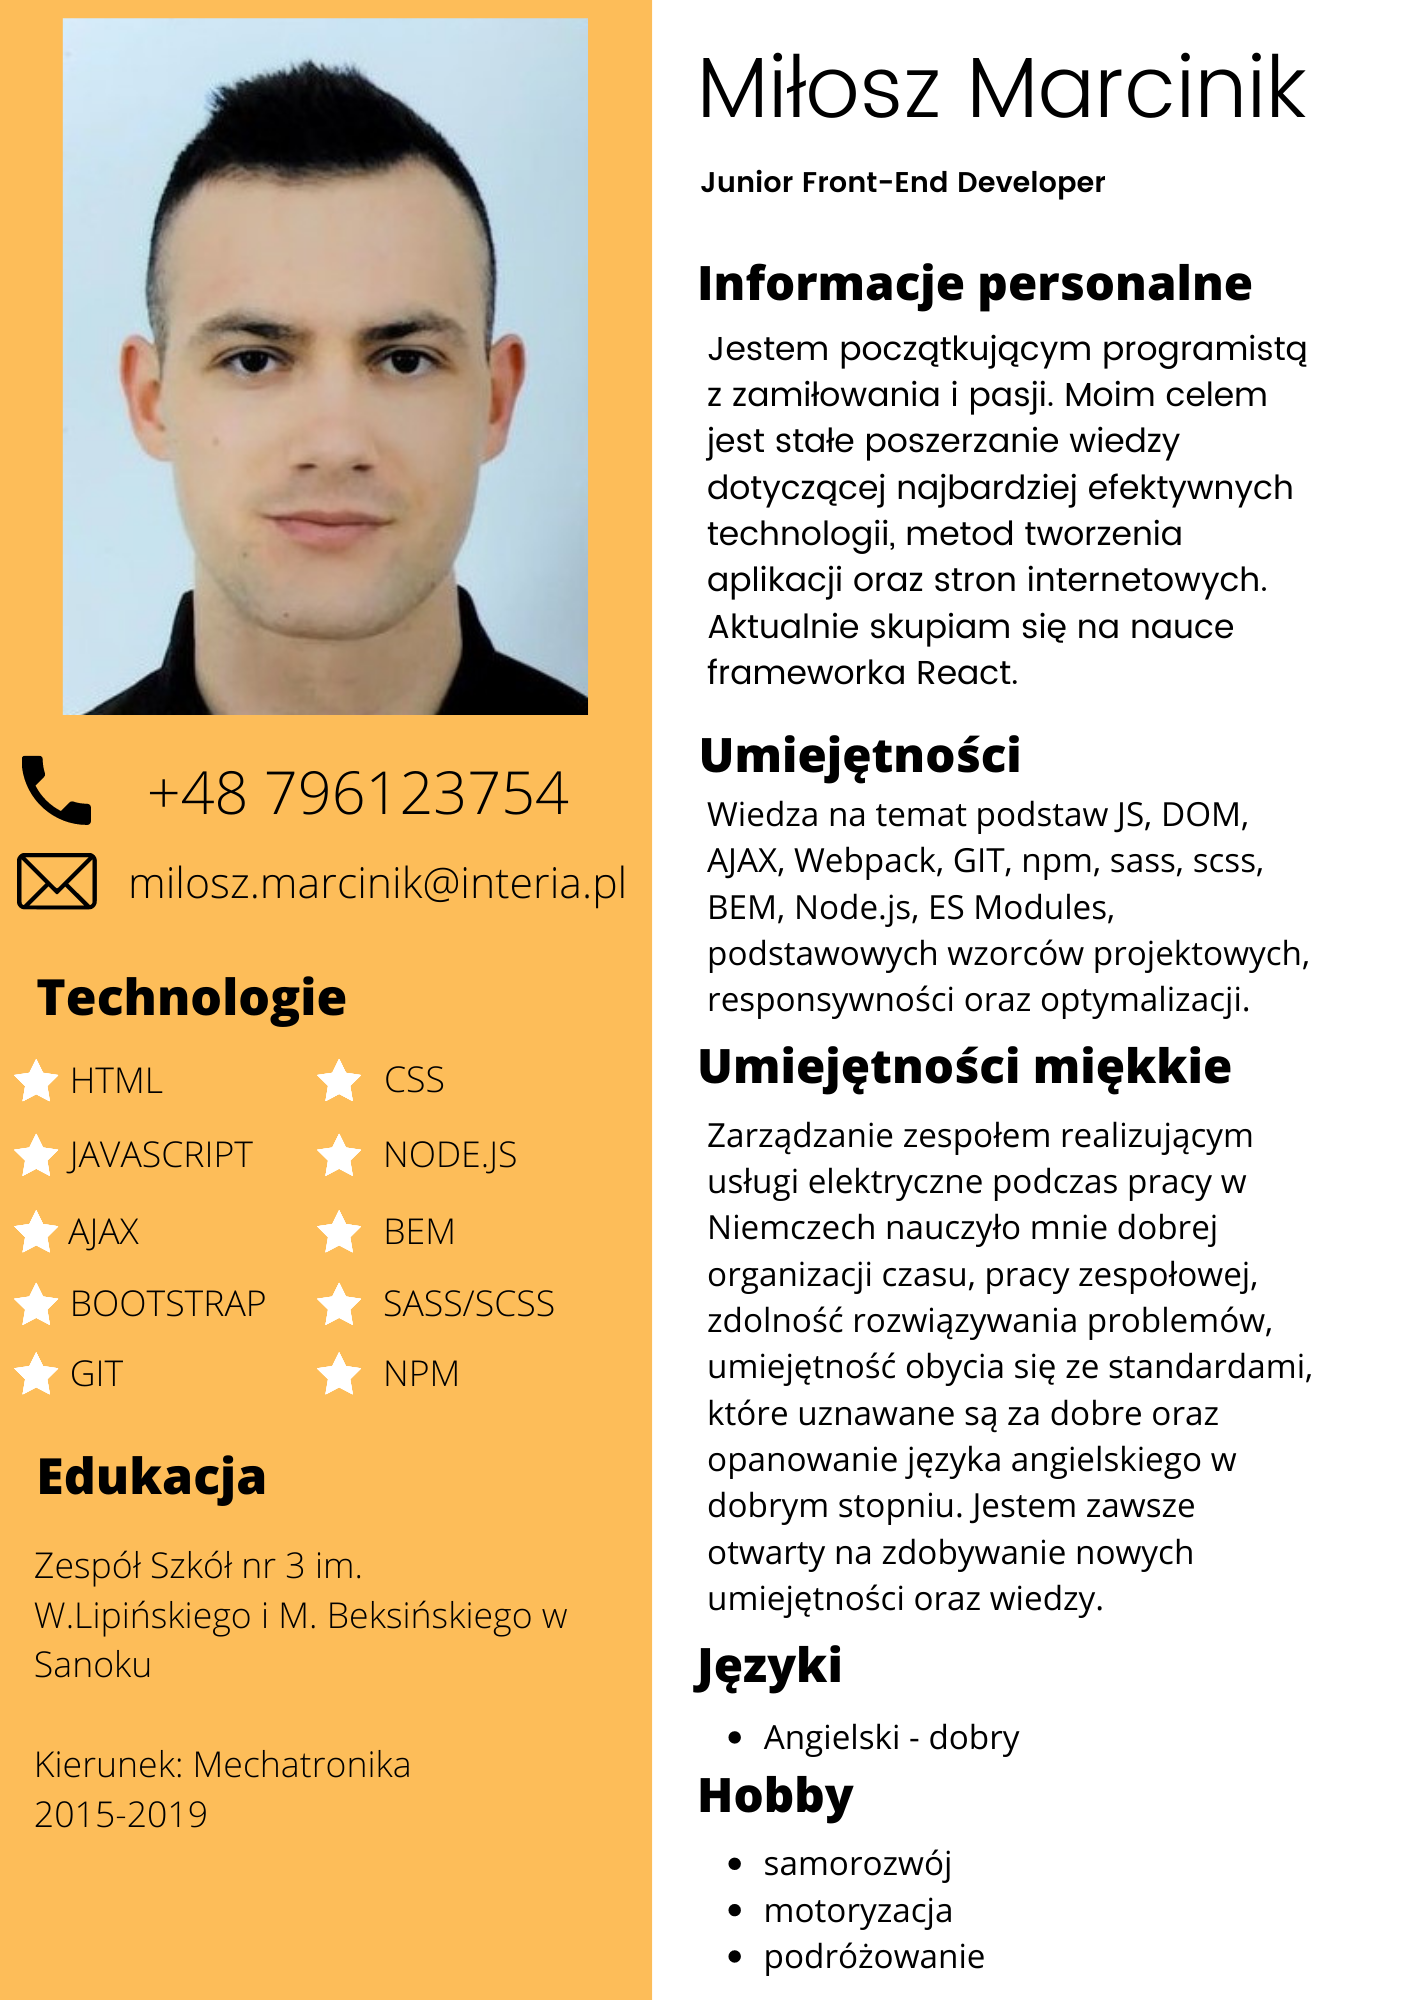 +48 796123754
milosz.marcinik@interia.pl
Technologie
HTML
CSS
JAVASCRIPT
NODE.JS
AJAX
BEM
BOOTSTRAP
SASS/SCSS
GIT
NPM
Edukacja
Zespół Szkół nr 3 im.
W.Lipińskiego i M. Beksińskiego w
Sanoku
Kierunek: Mechatronika
2015-2019
Miłosz Marcinik
Junior Front-End Developer
Informacje personalne
Jestem początkującym programistą
z zamiłowania i pasji. Moim celem
jest stałe poszerzanie wiedzy
dotyczącej najbardziej efektywnych
technologii, metod tworzenia
aplikacji oraz stron internetowych.
Aktualnie skupiam się na nauce
frameworka React.
Umiejętności
Wiedza na temat podstaw JS, DOM,
AJAX, Webpack, GIT, npm, sass, scss,
BEM, Node.js, ES Modules,
podstawowych wzorców projektowych,
responsywności oraz optymalizacji.
Umiejętności miękkie
Zarządzanie zespołem realizującym
usługi elektryczne podczas pracy w
Niemczech nauczyło mnie dobrej
organizacji czasu, pracy zespołowej,
zdolność rozwiązywania problemów,
umiejętność obycia się ze standardami,
które uznawane są za dobre oraz
opanowanie języka angielskiego w
dobrym stopniu. Jestem zawsze
otwarty na zdobywanie nowych
umiejętności oraz wiedzy.
Języki
• Angielski - dobry
Hobby
• samorozwój
• motoryzacja
• podróżowanie